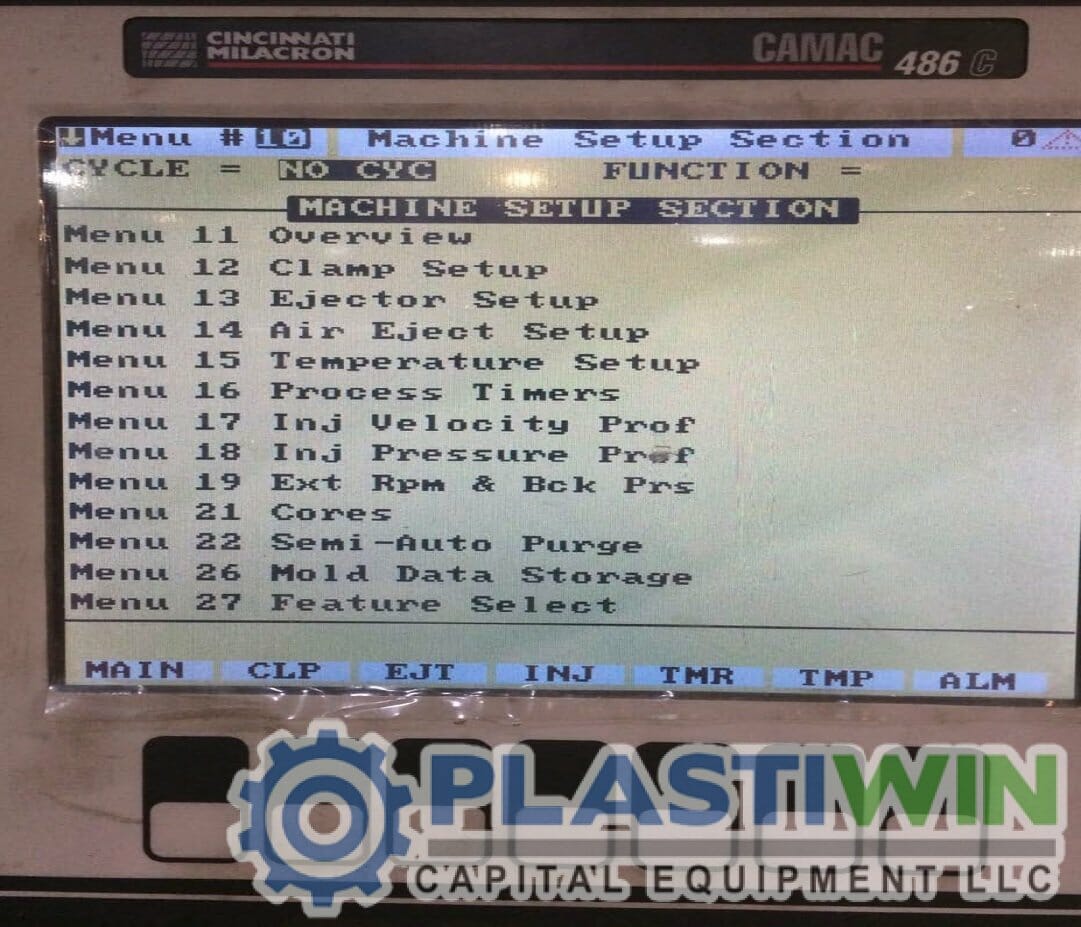 CINCINNATI
MILACRON
CAMAC 486 C
Menu #10 Machine Setup Section 0
CYCLE = NO CYC FUNCTION =
MACHINE SETUP SECTION
Menu 11 Overview
Menu 12 Clamp Setup
Menu 13 Ejector Setup
Menu 14 Air Eject Setup
Menu 15 Temperature Setup
Menu 16 Process Timers
Menu 17 Inj Velocity Prof
Menu 18 Inj Pressure Prof
Menu 19 Ext Rpm & Bck Prs
Menu 21 Cores
Menu 22 Semi-Auto Purge
Menu 26 Mold Data Storage
Menu 27 Feature Select
MAIN CLP EJT INJ TMR TMP ALM
PLASTIWIN
CAPITAL EQUIPMENT LLC